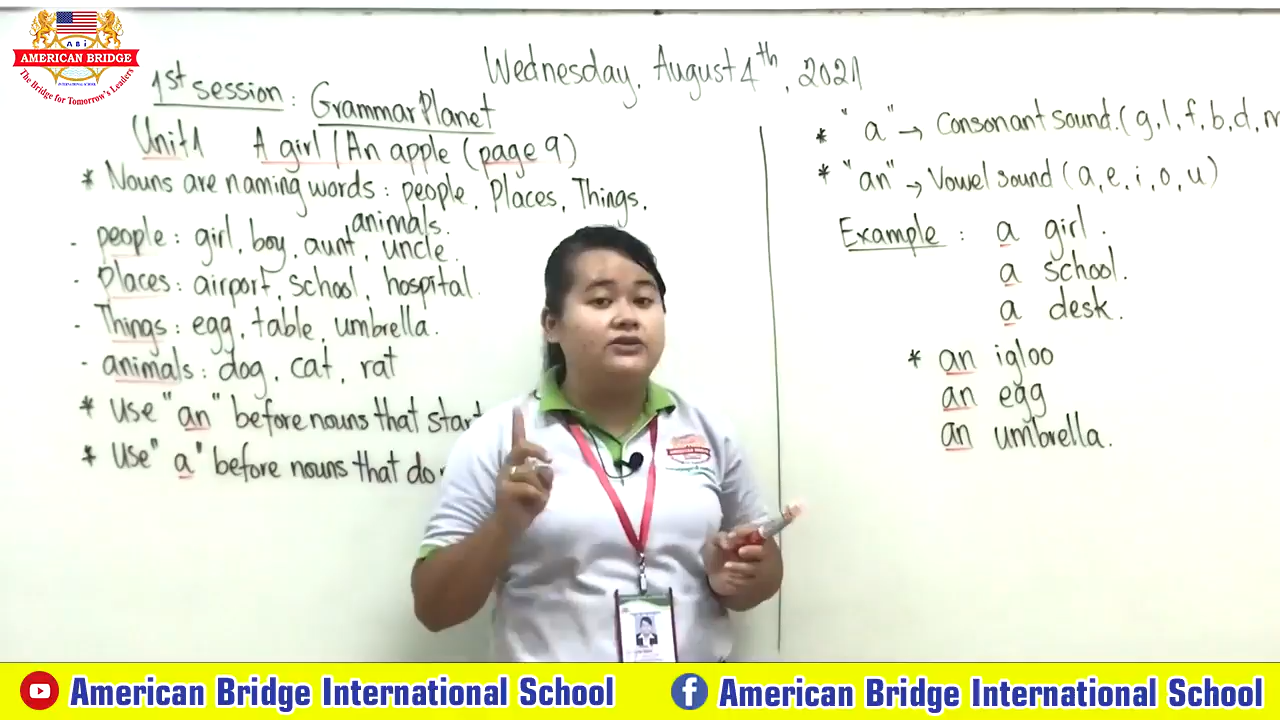 AMERICAN BRIDGE
INTERNATIONAL SCHOOL
The Bridge for Tomorrow's Leaders
Wednesday, August 4th, 2021
1st session : Grammar Planet
Unit 1 A girl / An apple (page 9)
* Nouns are naming words : people, Places, Things,
animals.
- people : girl, boy, aunt, uncle.
- Places : airport, school, hospital.
- Things : egg, table, umbrella.
- animals : dog, cat, rat
* Use "an" before nouns that start
* Use "a" before nouns that do
* "a" → Consonant sound. (g, l, f, b, d, m
* "an" → Vowel sound (a, e, i, o, u)
Example : a girl.
a school.
a desk.
* an igloo
an egg
an umbrella.
American Bridge International School
American Bridge International School